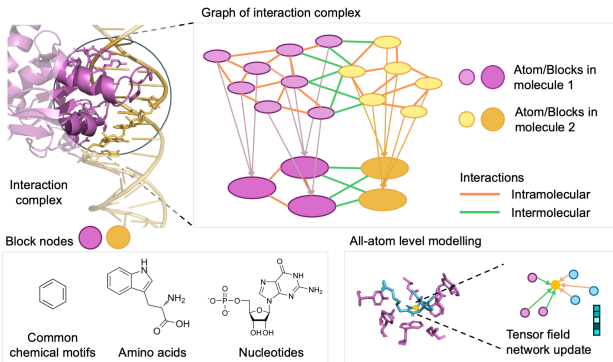 Graph of interaction complex
Atom/Blocks in
molecule 1
Atom/Blocks in
molecule 2
Interaction
complex
Interactions
Intramolecular
Intermolecular
Block nodes
All-atom level modelling
H
N
NH₂
OH
O
O
O⁻
P
O
⁻O
O
N
NH
N
N
NH₂
O
OH OH
Common
chemical motifs
Amino acids
Nucleotides
Tensor field
network update